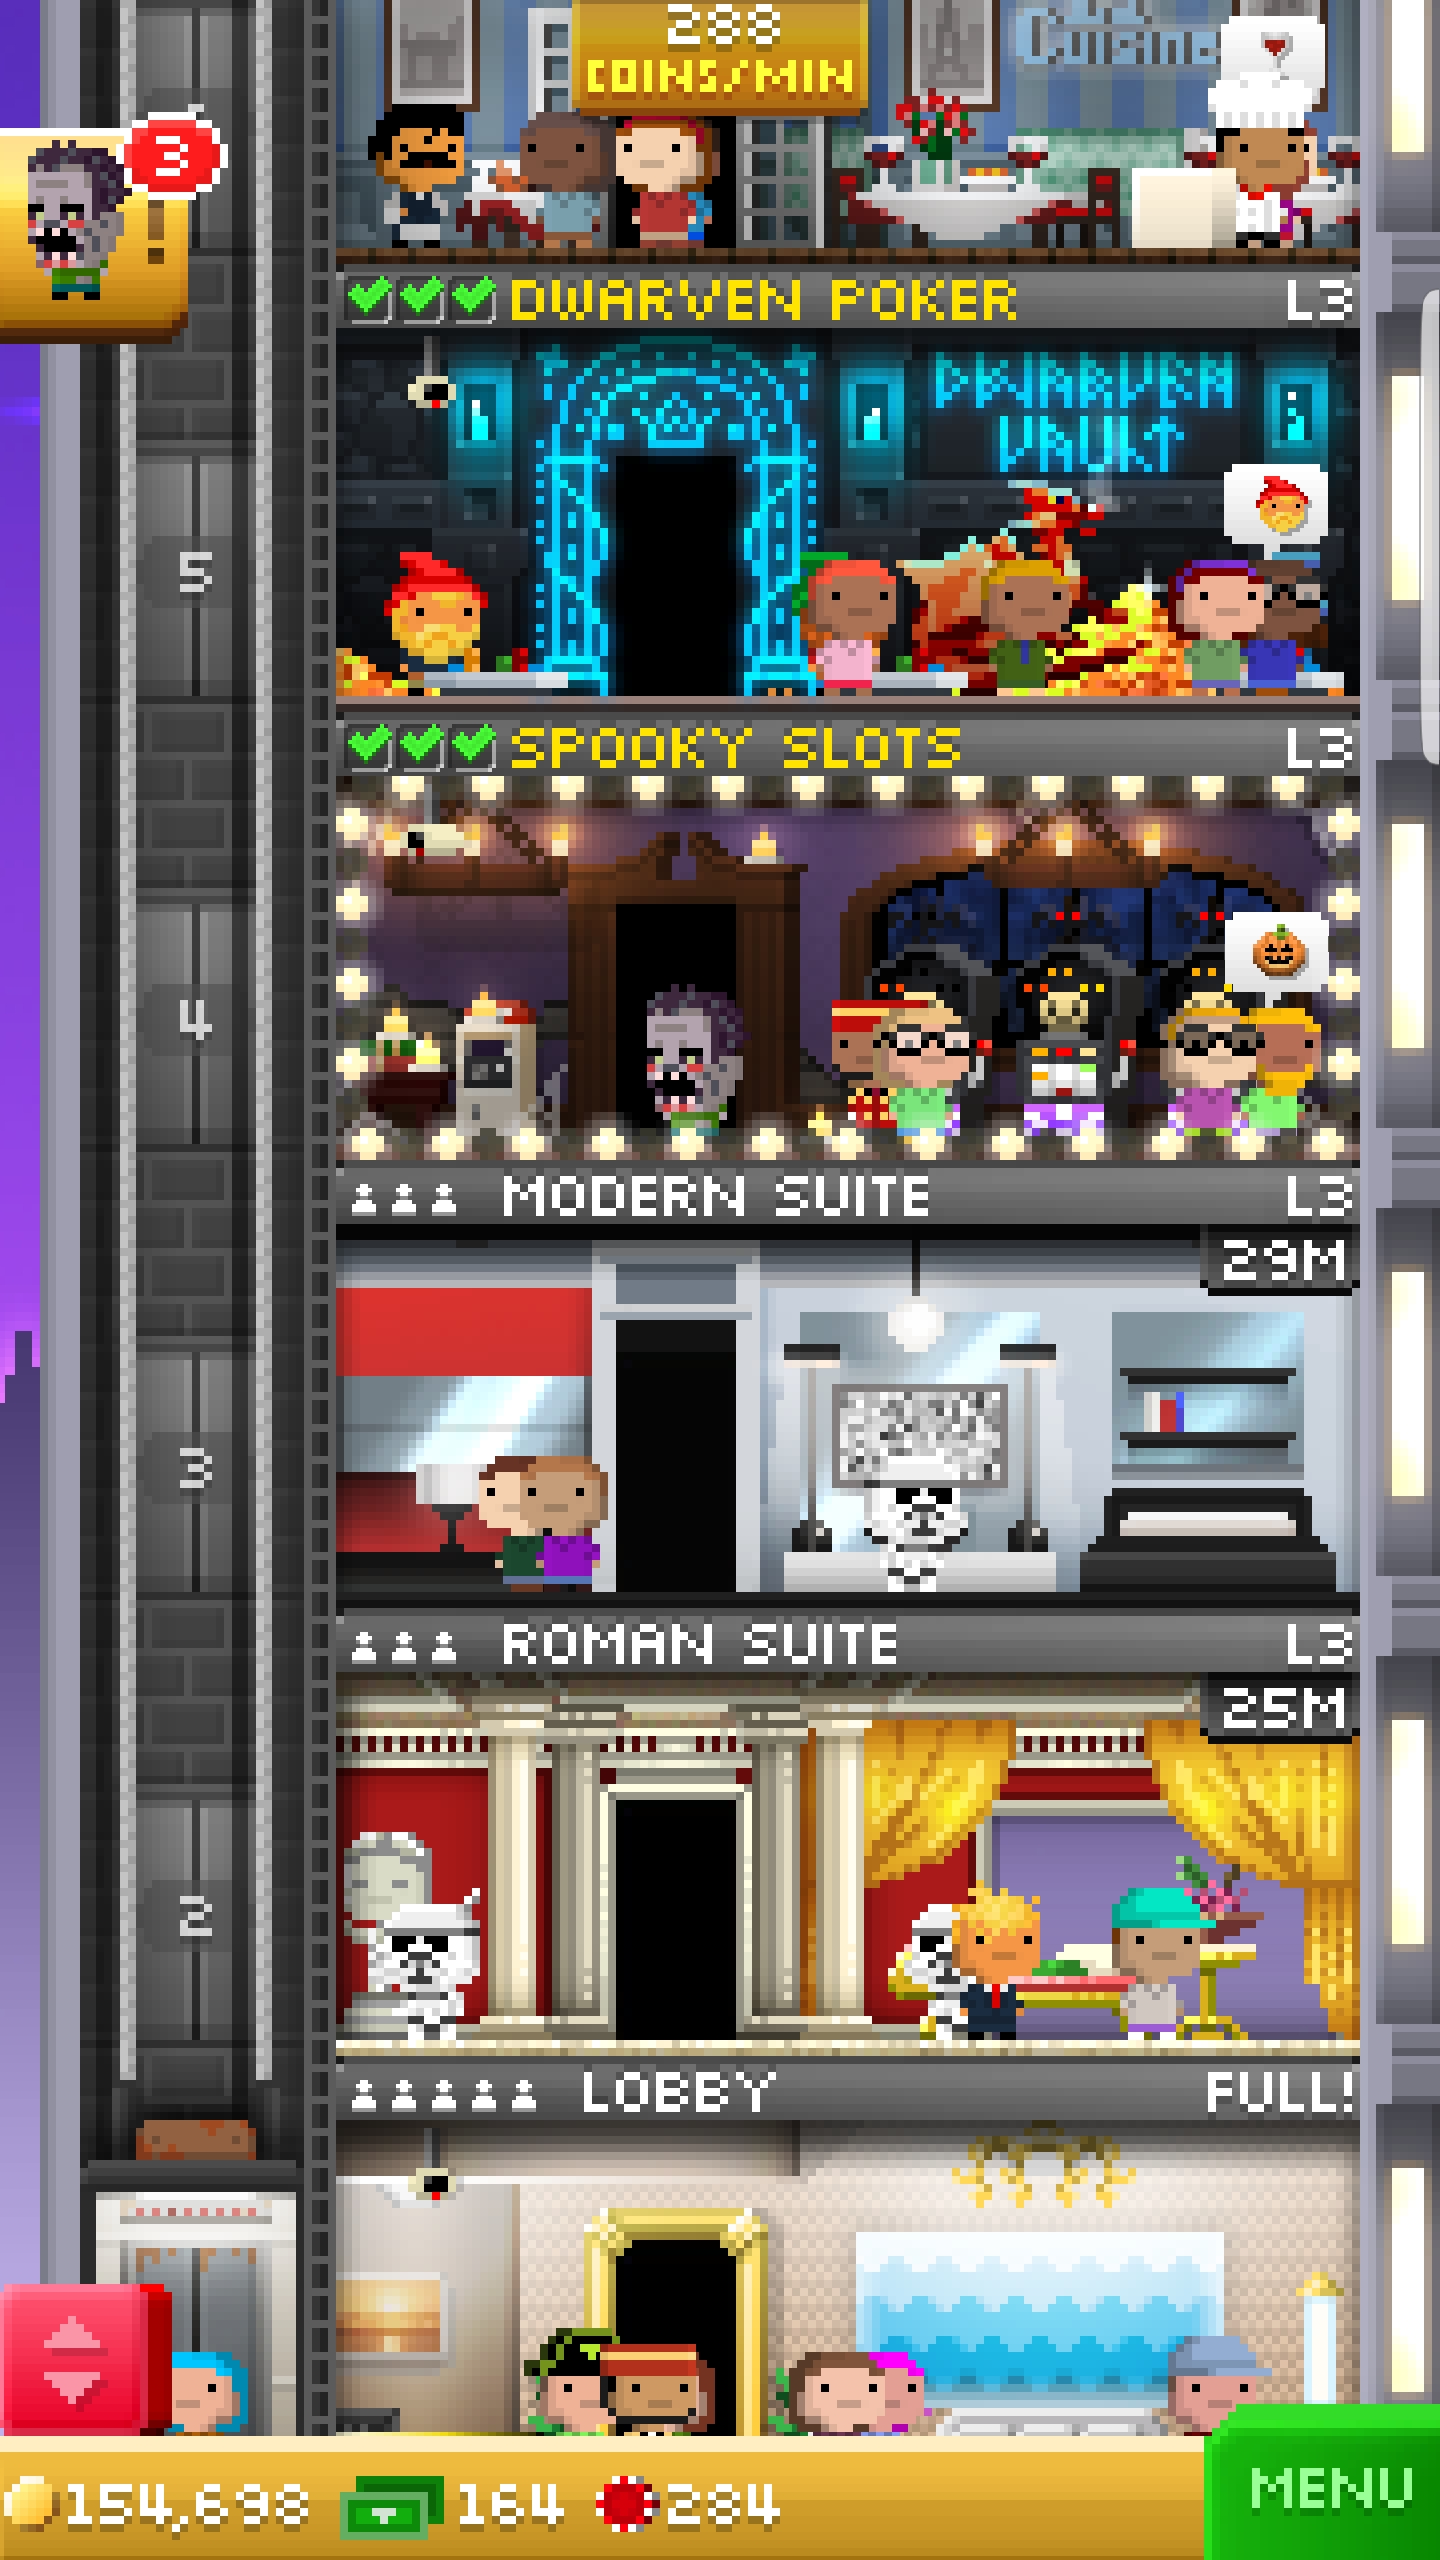 288
COINS/MIN
Cuisine
3
!
DWARVEN POKER L3
DWARVEN
VAULT
5
SPOOKY SLOTS L3
4
MODERN SUITE L3
29M
3
ROMAN SUITE L3
25M
2
LOBBY FULL!
154,698 164 284
MENU